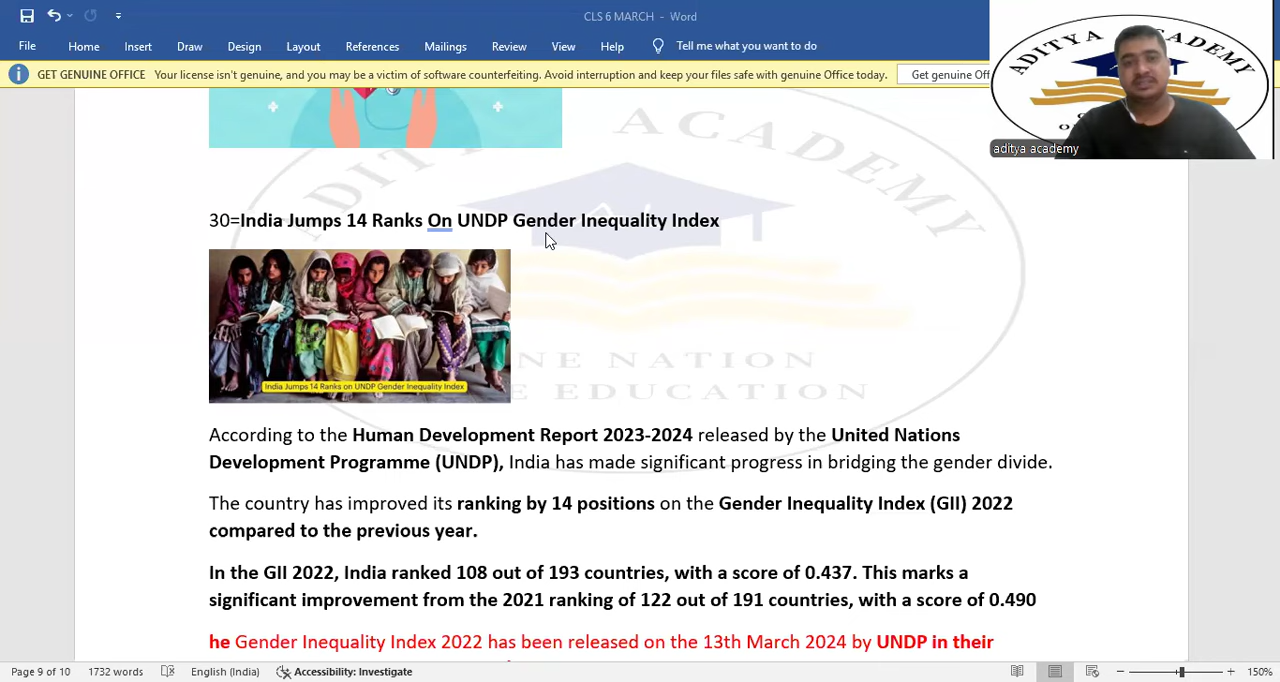 CLS 6 MARCH - Word
File Home Insert Draw Design Layout References Mailings Review View Help Tell me what you want to do
GET GENUINE OFFICE Your license isn't genuine, and you may be a victim of software counterfeiting. Avoid interruption and keep your files safe with genuine Office today. Get genuine Off
ADITYA ACADEMY
aditya academy
ACADEMY
30=India Jumps 14 Ranks On UNDP Gender Inequality Index
India Jumps 14 Ranks on UNDP Gender Inequality Index
NE NATION
E EDUCATION
According to the Human Development Report 2023-2024 released by the United Nations
Development Programme (UNDP), India has made significant progress in bridging the gender divide.
The country has improved its ranking by 14 positions on the Gender Inequality Index (GII) 2022
compared to the previous year.
In the GII 2022, India ranked 108 out of 193 countries, with a score of 0.437. This marks a
significant improvement from the 2021 ranking of 122 out of 191 countries, with a score of 0.490
he Gender Inequality Index 2022 has been released on the 13th March 2024 by UNDP in their
Page 9 of 10 1732 words English (India) Accessibility: Investigate 150%